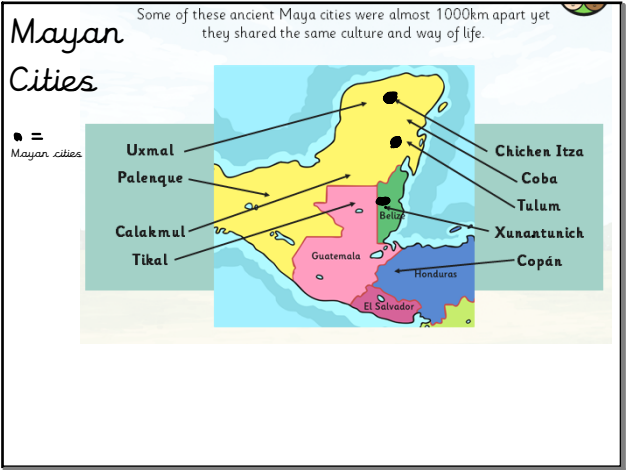 Some of these ancient Maya cities were almost 1000km apart yet
they shared the same culture and way of life.
Mayan
Cities
=
Mayan cities
Uxmal
Palenque
Calakmul
Tikal
Chichen Itza
Coba
Tulum
Xunantunich
Copán
Belize
Guatemala
Honduras
El Salvador